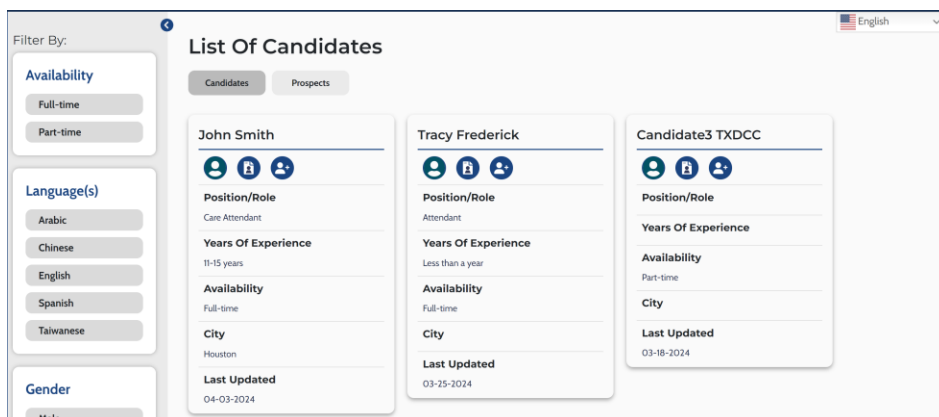 English
Filter By:
Availability
Full-time
Part-time
Language(s)
Arabic
Chinese
English
Spanish
Taiwanese
Gender
List Of Candidates
Candidates
Prospects
John Smith
Position/Role
Care Attendant
Years Of Experience
11-15 years
Availability
Full-time
City
Houston
Last Updated
04-03-2024
Tracy Frederick
Position/Role
Attendant
Years Of Experience
Less than a year
Availability
Full-time
City
Last Updated
03-25-2024
Candidate3 TXDCC
Position/Role
Years Of Experience
Availability
Part-time
City
Last Updated
03-18-2024